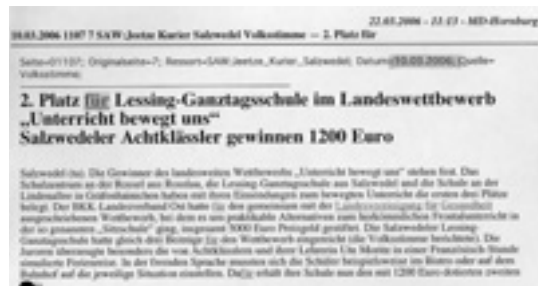 22.03.2006 - 13:13 - MD-Hornburg
10.03.2006 1107 7 SAW; Jeetze Kurier Salzwedel Volksstimme — 2. Platz für
Seite=01107; Originalseite=7; Ressort=SAW Jeetze_Kurier_Salzwedel; Datum=10.03.2006; Quelle=
Volksstimme;
2. Platz für Lessing-Ganztagsschule im Landeswettbewerb
„Unterricht bewegt uns“
Salzwedeler Achtklässler gewinnen 1200 Euro
Salzwedel Die Gewinner des landesweiten Wettbewerbs „Unterricht bewegt uns“ stehen fest. Das
Schulzentrum an der Rossel aus Rosslau, die Lessing Ganztagsschule aus Salzwedel und die Schule an der
Lindenallee in Gräfenhainichen haben mit ihren Einsendungen zum bewegten Unterricht die ersten drei Plätze
belegt. Der BKK Landesverband Ost hatte für den gemeinsam mit der Landesvereinigung für Gesundheit
ausgeschriebenen Wettbewerb, bei dem es um praktikable Alternativen zum herkömmlichen Frontalunterricht in
der so genannten „Sitzschule“ ging, insgesamt 5000 Euro Preisgeld gestiftet. Die Salzwedeler Lessing-
Ganztagsschule hatte gleich drei Beiträge für den Wettbewerb eingereicht (die Volksstimme berichtete). Die
Juroren überzeugte besonders die von Achtklässlern und ihrer Lehrerin Ute in einer Französisch-Stunde
simulierte Ferienreise. In der fremden Sprache mussten sich die Schüler beispielsweise im Bistro oder auf dem
Bahnhof auf die jeweilige Situation einstellen. Dafür erhält ihre Schule nun den mit 1200 Euro dotierten zweiten